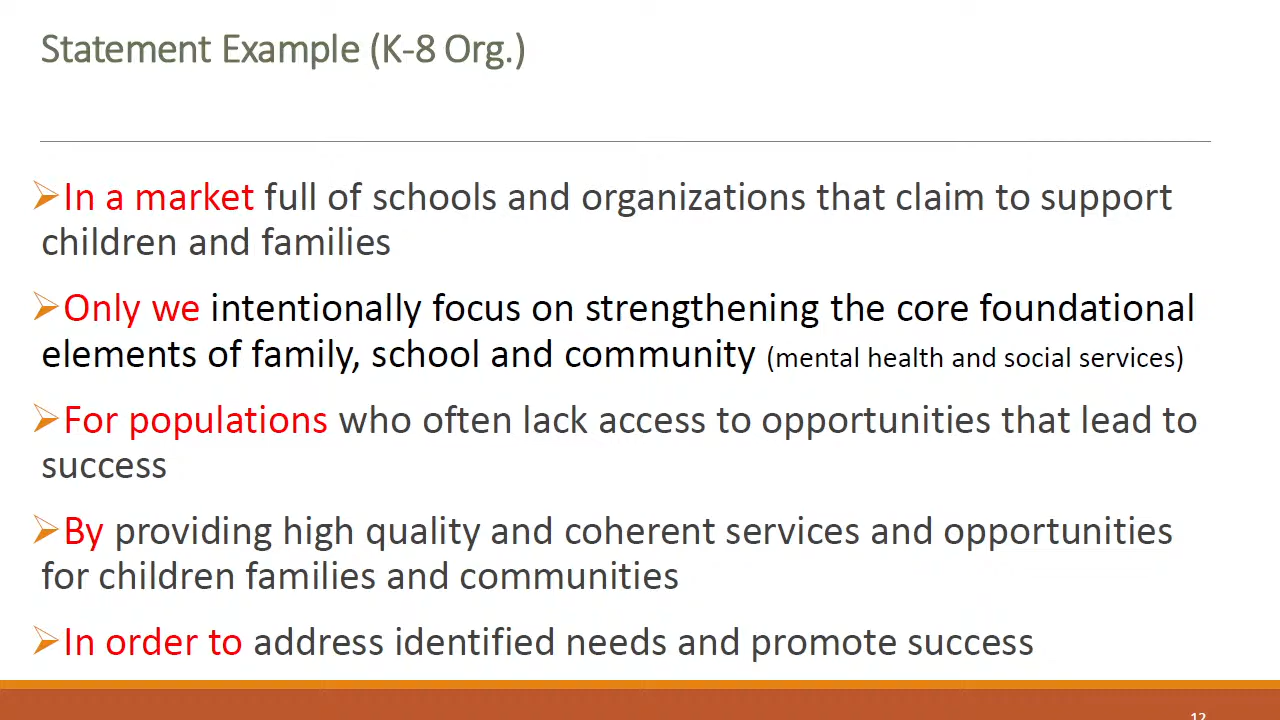 Statement Example (K-8 Org.)
➢In a market full of schools and organizations that claim to support
children and families
➢Only we intentionally focus on strengthening the core foundational
elements of family, school and community (mental health and social services)
➢For populations who often lack access to opportunities that lead to
success
➢By providing high quality and coherent services and opportunities
for children families and communities
➢In order to address identified needs and promote success
12